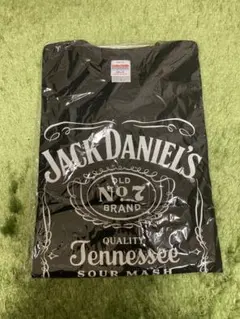 JACK DANIEL'S
OLD
No.7
BRAND
QUALITY
Tennessee
SOUR MASH